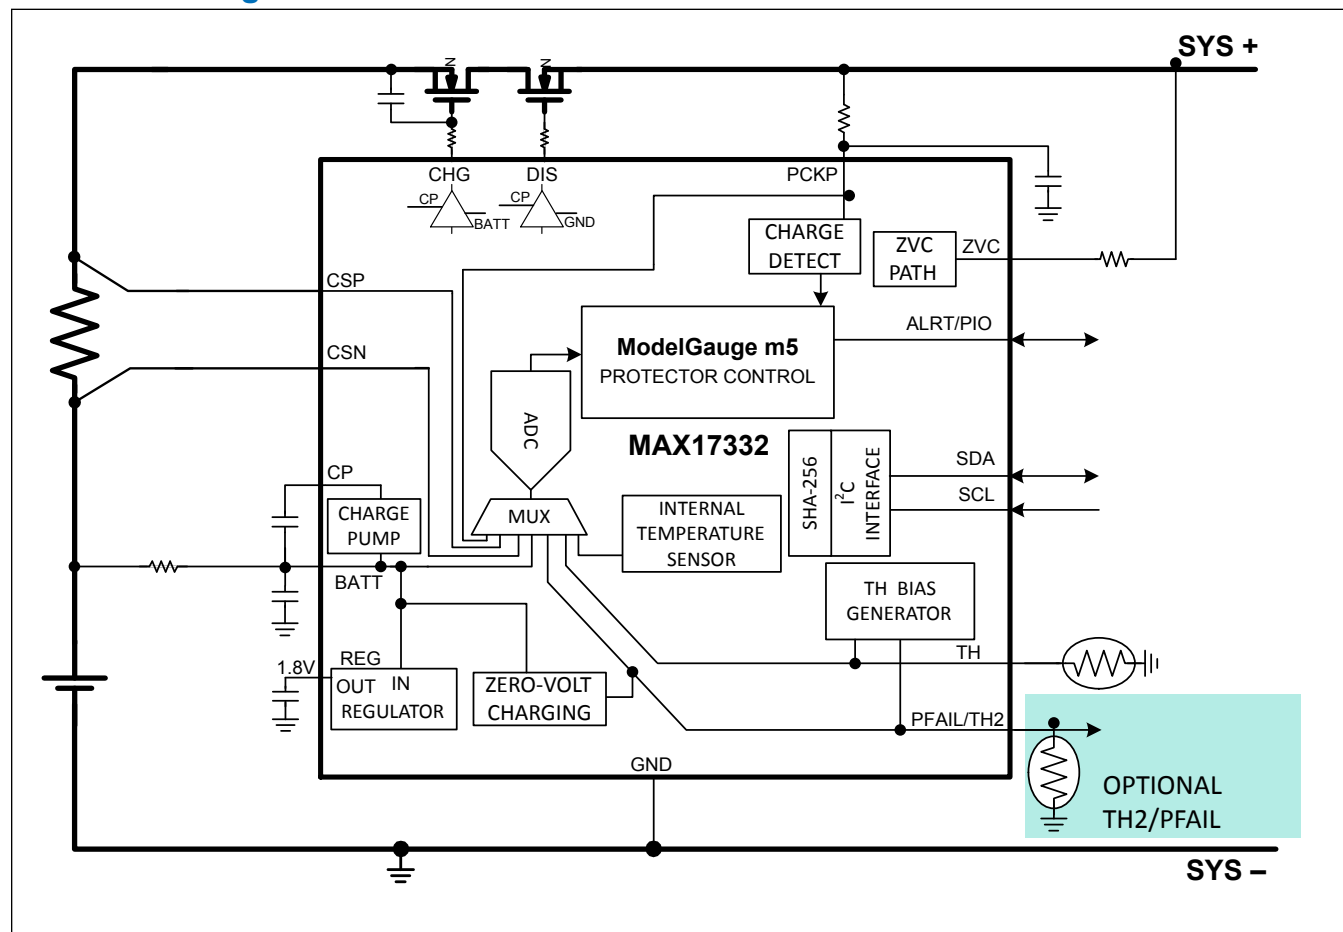 SYS +
N
N
CHG
DIS
PCKP
CP
BATT
CP
GND
CHARGE
DETECT
ZVC
PATH
ZVC
CSP
ALRT/PIO
ModelGauge m5
PROTECTOR CONTROL
CSN
ADC
MAX17332
SHA-256
I²C
INTERFACE
SDA
SCL
CP
CHARGE
PUMP
MUX
INTERNAL
TEMPERATURE
SENSOR
BATT
TH BIAS
GENERATOR
TH
1.8V
REG
OUT
IN
REGULATOR
ZERO-VOLT
CHARGING
PFAIL/TH2
GND
OPTIONAL
TH2/PFAIL
SYS –